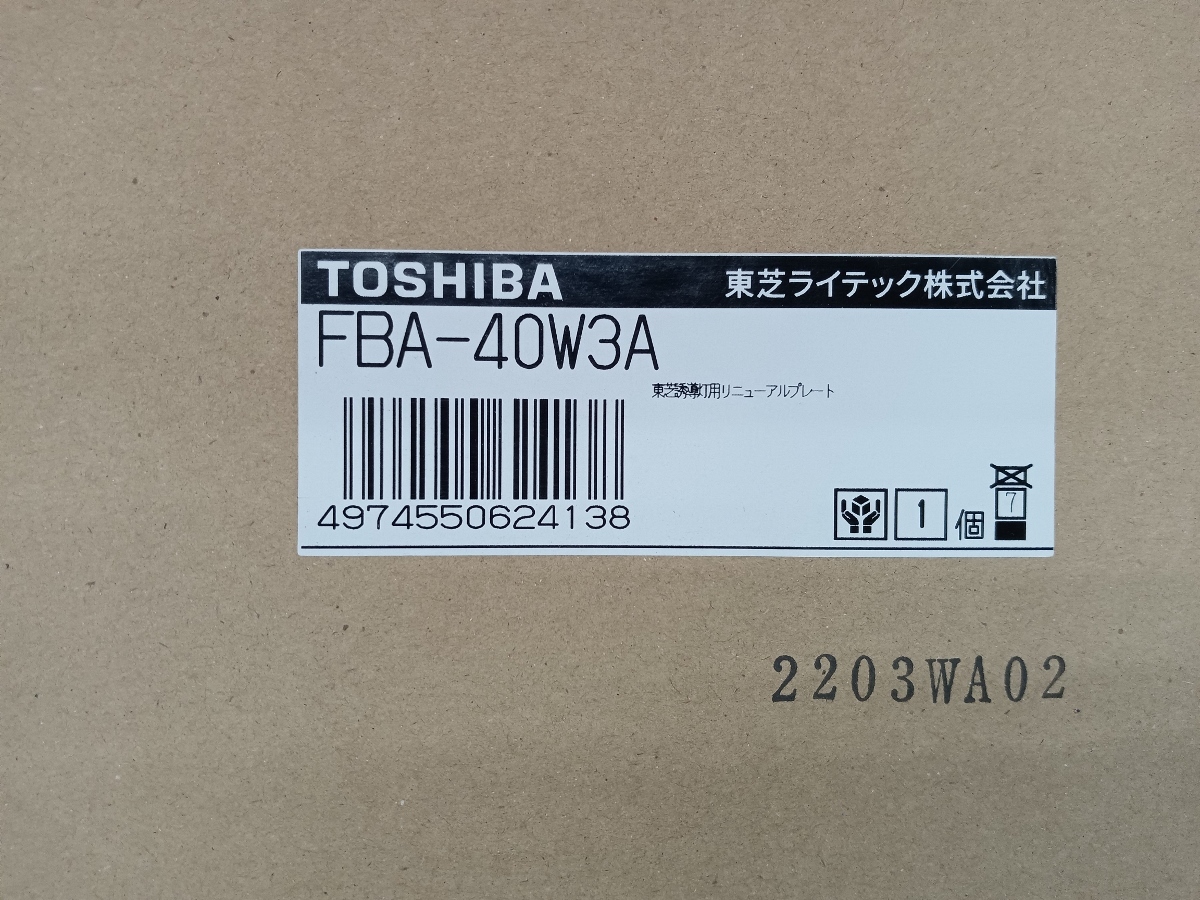 TOSHIBA 東芝ライテック株式会社
FBA-40W3A
東芝誘導灯用リニューアルプレート
4974550624138
1 個 7
2203WA02